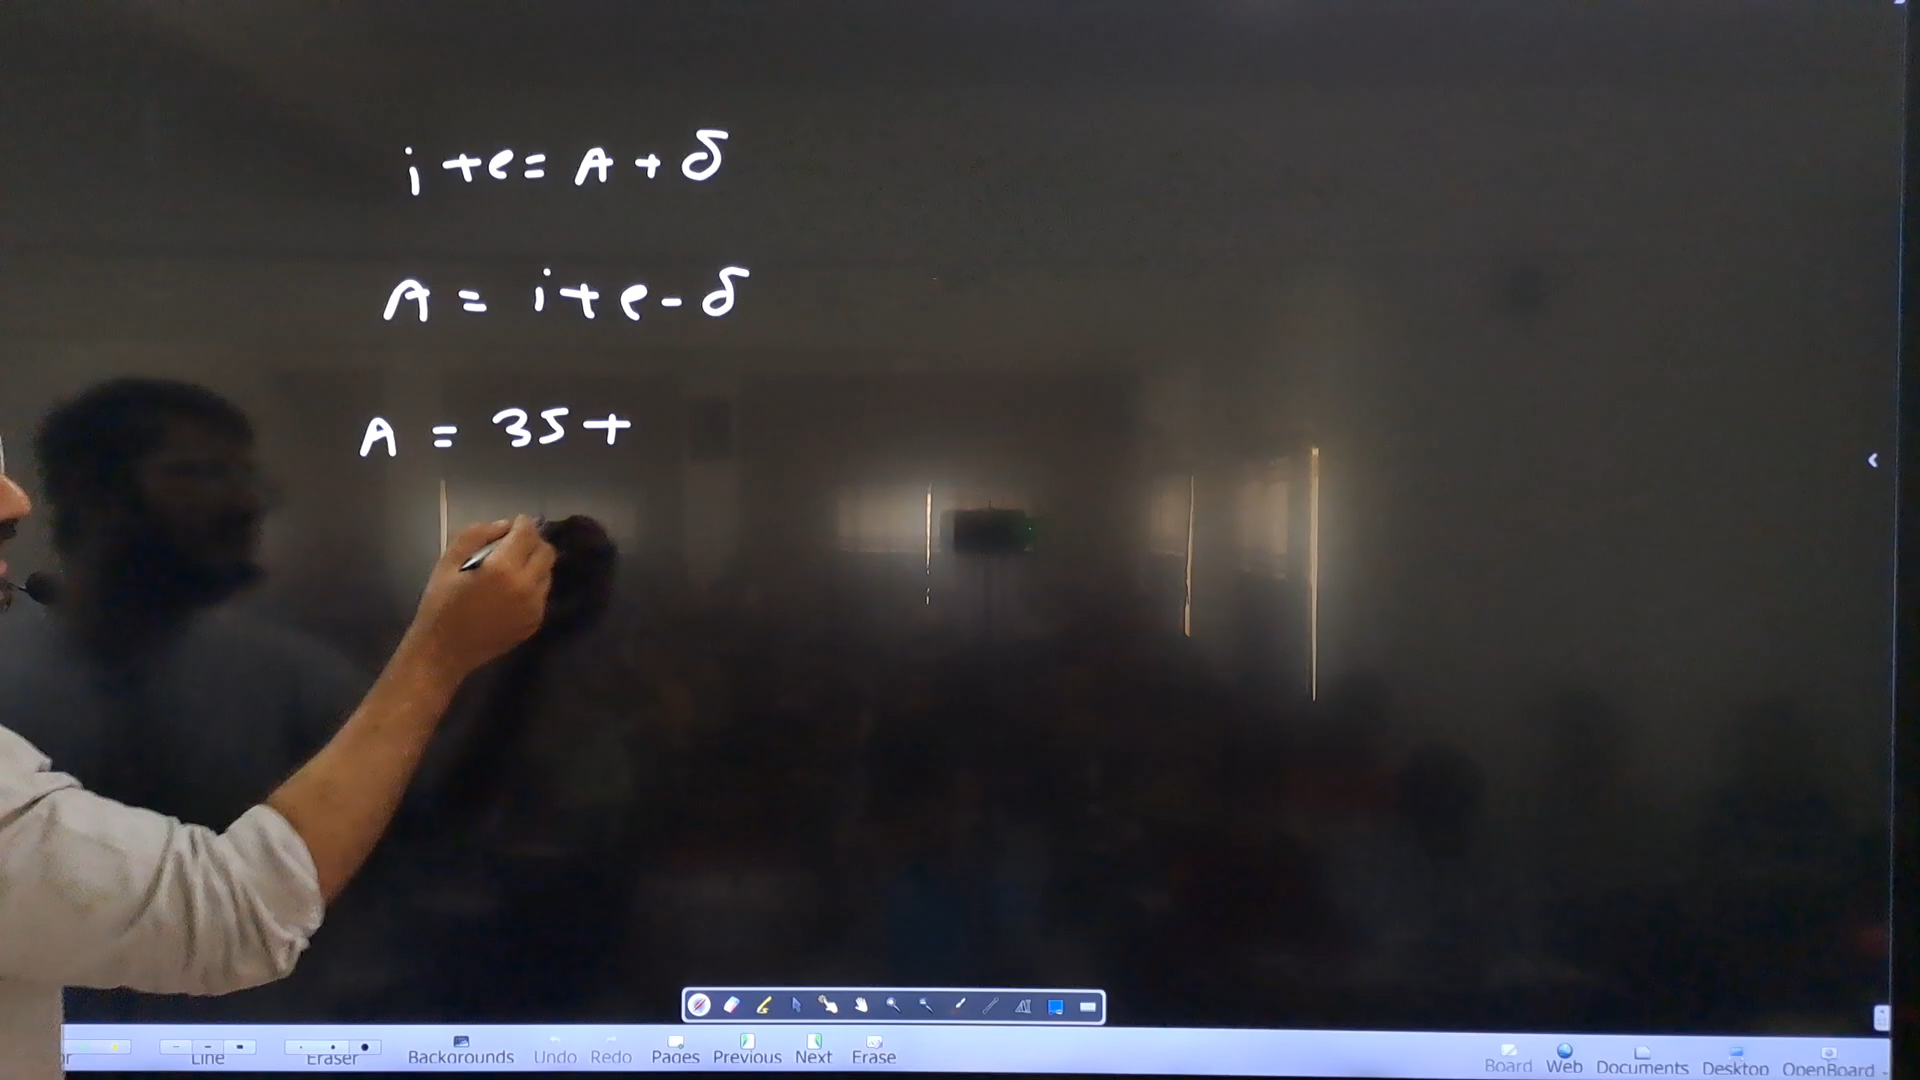 i + e = A + δ
A = i + e - δ
A = 35 +
Line
Eraser
Backgrounds
Undo
Redo
Pages
Previous
Next
Erase
Board
Web
Documents
Desktop
OpenBoard